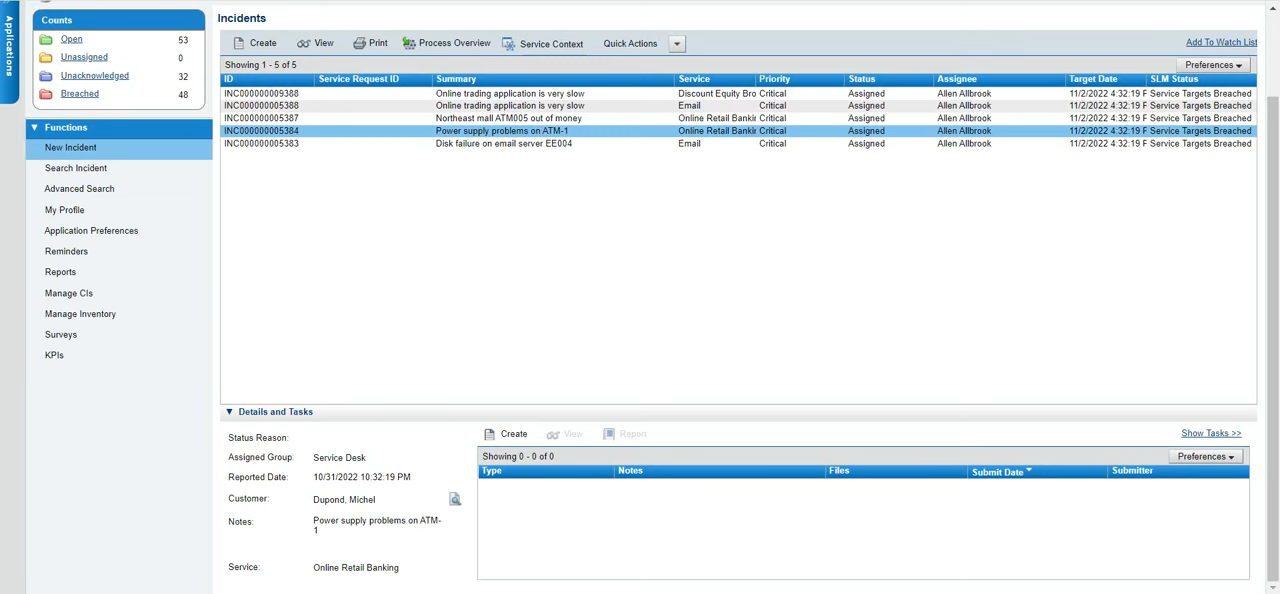 Applications
Counts
Open 53
Unassigned 0
Unacknowledged 32
Breached 48
Functions
New Incident
Search Incident
Advanced Search
My Profile
Application Preferences
Reminders
Reports
Manage CIs
Manage Inventory
Surveys
KPIs
Incidents
Create View Print Process Overview Service Context Quick Actions
Add To Watch List
Showing 1 - 5 of 5 Preferences
ID Service Request ID Summary Service Priority Status Assignee Target Date SLM Status
INC000000009388 Online trading application is very slow Discount Equity Bro Critical Assigned Allen Allbrook 11/2/2022 4:32:19 P Service Targets Breached
INC000000005388 Online trading application is very slow Email Critical Assigned Allen Allbrook 11/2/2022 4:32:19 P Service Targets Breached
INC000000005387 Northeast mall ATM005 out of money Online Retail Bankin Critical Assigned Allen Allbrook 11/2/2022 4:32:19 P Service Targets Breached
INC000000005384 Power supply problems on ATM-1 Online Retail Bankin Critical Assigned Allen Allbrook 11/2/2022 4:32:19 P Service Targets Breached
INC000000005383 Disk failure on email server EE004 Email Critical Assigned Allen Allbrook 11/2/2022 4:32:19 P Service Targets Breached
Details and Tasks
Status Reason:
Assigned Group: Service Desk
Reported Date: 10/31/2022 10:32:19 PM
Customer: Dupond, Michel
Notes: Power supply problems on ATM-
1
Service: Online Retail Banking
Create View Report Show Tasks >>
Showing 0 - 0 of 0 Preferences
Type Notes Files Submit Date Submitter